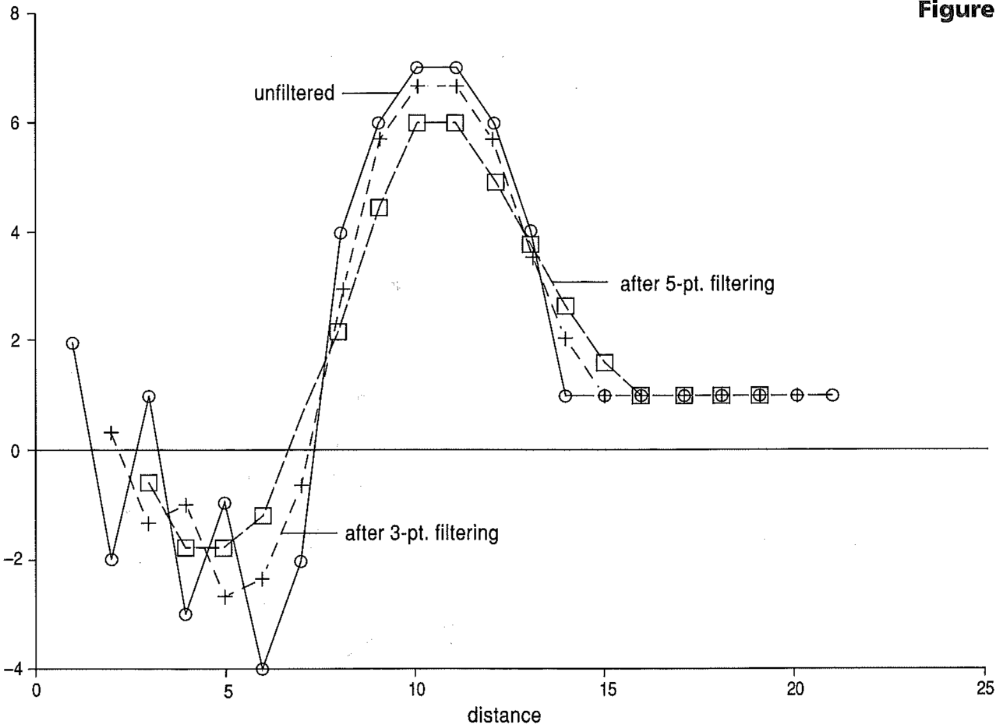 Figure
8
unfiltered
6
4
after 5-pt. filtering
2
0
after 3-pt. filtering
−2
−4
0 5 10 15 20 25
distance